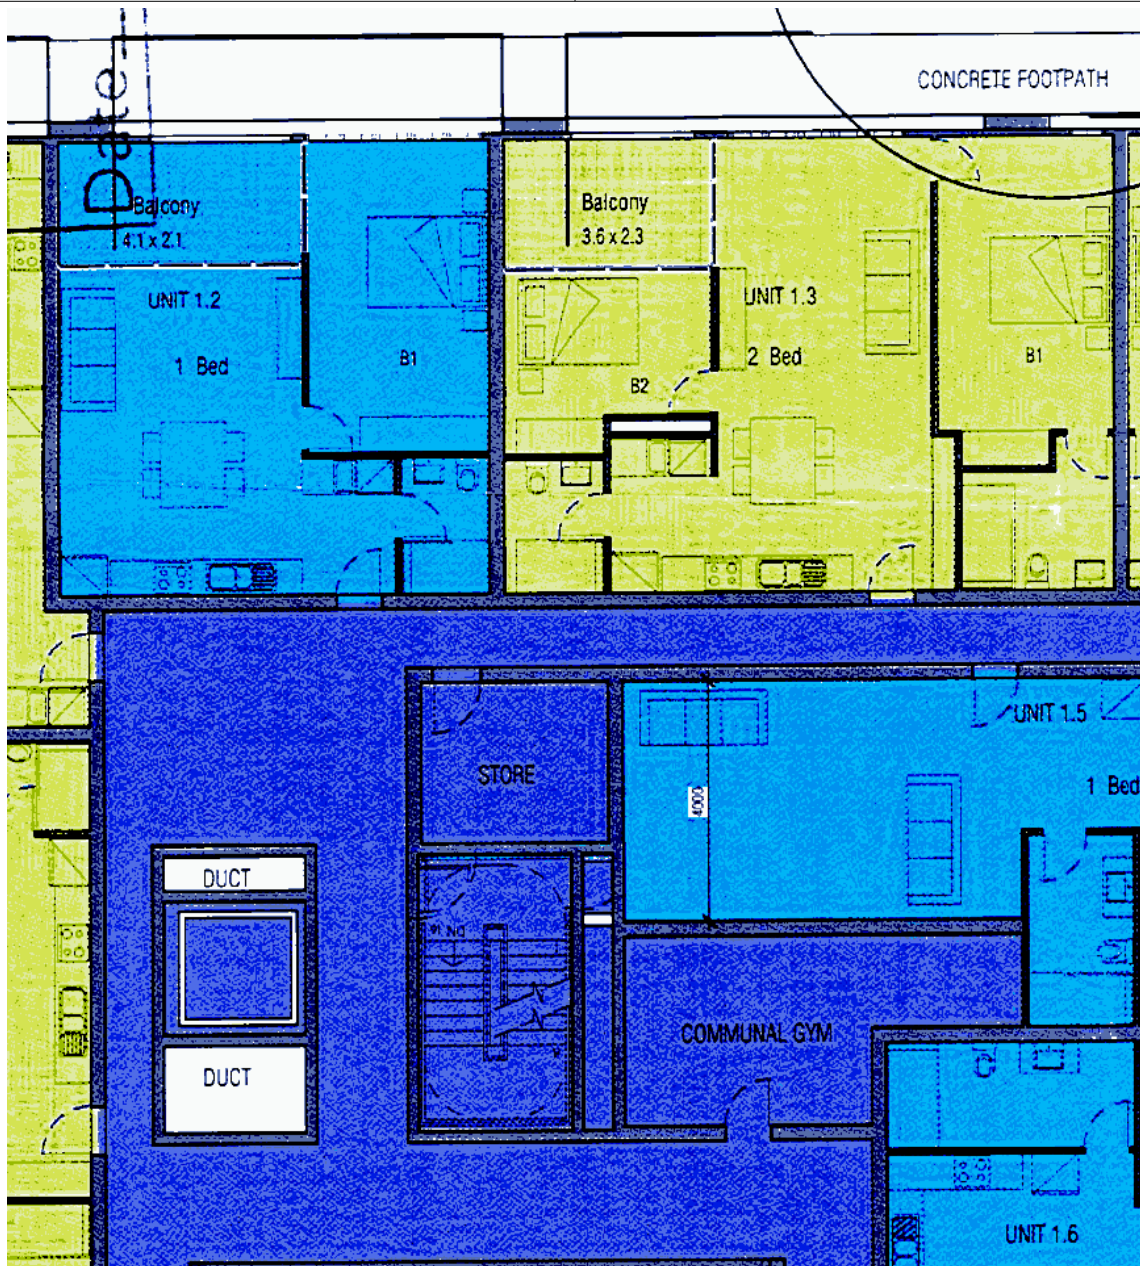 Date
CONCRETE FOOTPATH
Balcony
4.1 x 2.1
UNIT 1.2
1 Bed
B1
Balcony
3.6 x 2.3
UNIT 1.3
2 Bed
B2
B1
STORE
UNIT 1.5
1 Bed
4000
DUCT
DN
COMMUNAL GYM
DUCT
UNIT 1.6